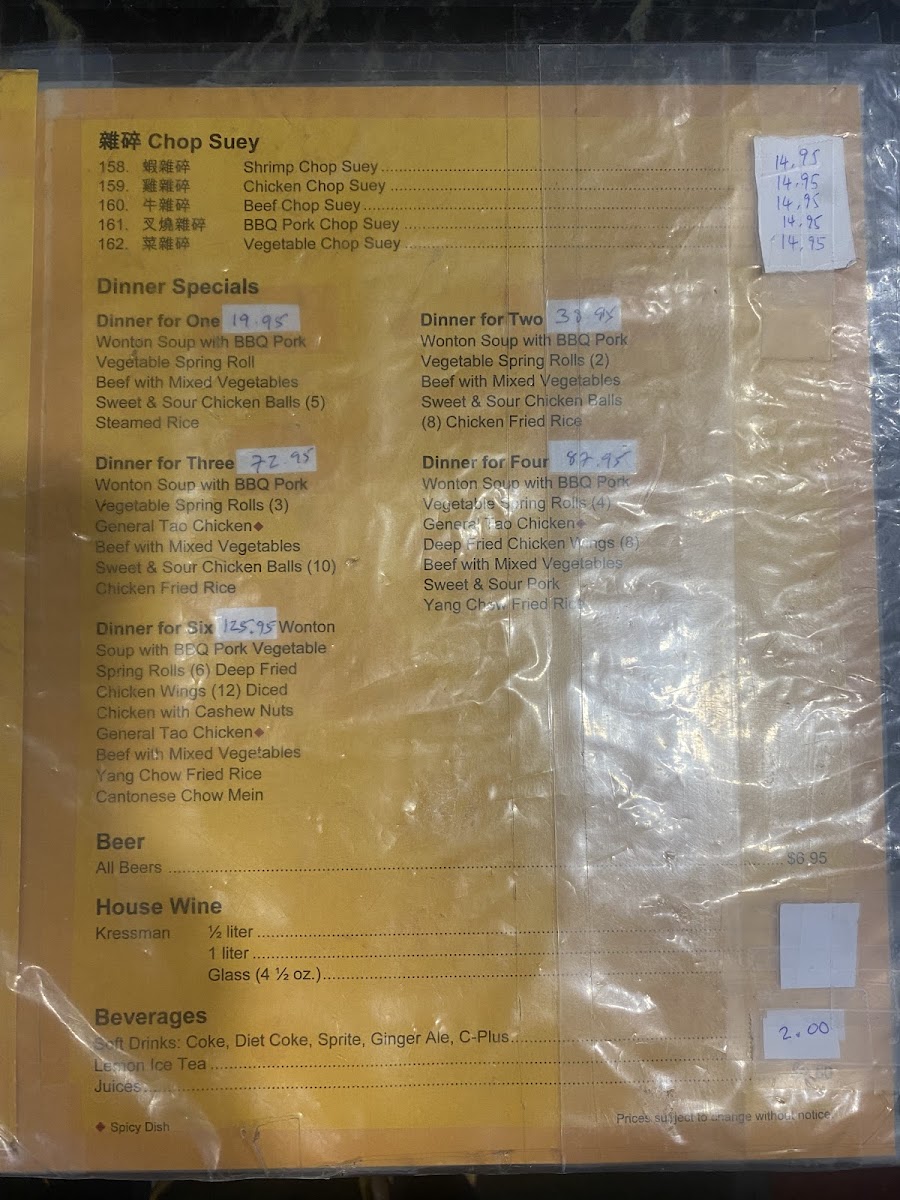 雜碎 Chop Suey
158. 蝦雜碎 Shrimp Chop Suey 14.95
159. 雞雜碎 Chicken Chop Suey 14.95
160. 牛雜碎 Beef Chop Suey 14.95
161. 叉燒雜碎 BBQ Pork Chop Suey 14.95
162. 菜雜碎 Vegetable Chop Suey 14.95
Dinner Specials
Dinner for One 19.95
Wonton Soup with BBQ Pork
Vegetable Spring Roll
Beef with Mixed Vegetables
Sweet & Sour Chicken Balls (5)
Steamed Rice
Dinner for Two 38.95
Wonton Soup with BBQ Pork
Vegetable Spring Rolls (2)
Beef with Mixed Vegetables
Sweet & Sour Chicken Balls
(8) Chicken Fried Rice
Dinner for Three 72.95
Wonton Soup with BBQ Pork
Vegetable Spring Rolls (3)
General Tao Chicken
Beef with Mixed Vegetables
Sweet & Sour Chicken Balls (10)
Chicken Fried Rice
Dinner for Four 87.95
Wonton Soup with BBQ Pork
Vegetable Spring Rolls (4)
General Tao Chicken
Deep Fried Chicken Wings (8)
Beef with Mixed Vegetables
Sweet & Sour Pork
Yang Chow Fried Rice
Dinner for Six 125.95 Wonton
Soup with BBQ Pork Vegetable
Spring Rolls (6) Deep Fried
Chicken Wings (12) Diced
Chicken with Cashew Nuts
General Tao Chicken
Beef with Mixed Vegetables
Yang Chow Fried Rice
Cantonese Chow Mein
Beer
All Beers $6.95
House Wine
Kressman ½ liter
1 liter
Glass (4 ½ oz.)
Beverages
Soft Drinks: Coke, Diet Coke, Sprite, Ginger Ale, C-Plus 2.00
Lemon Ice Tea
Juices
Spicy Dish
Prices subject to change without notice.